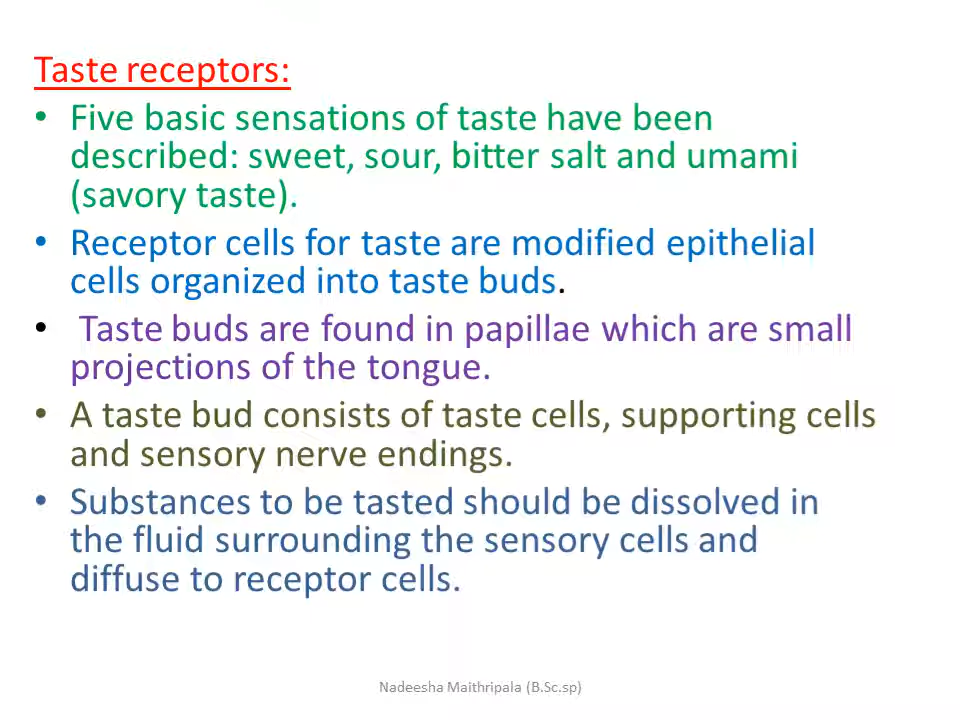 Taste receptors:
• Five basic sensations of taste have been
described: sweet, sour, bitter salt and umami
(savory taste).
• Receptor cells for taste are modified epithelial
cells organized into taste buds.
• Taste buds are found in papillae which are small
projections of the tongue.
• A taste bud consists of taste cells, supporting cells
and sensory nerve endings.
• Substances to be tasted should be dissolved in
the fluid surrounding the sensory cells and
diffuse to receptor cells.
Nadeesha Maithripala (B.Sc.sp)